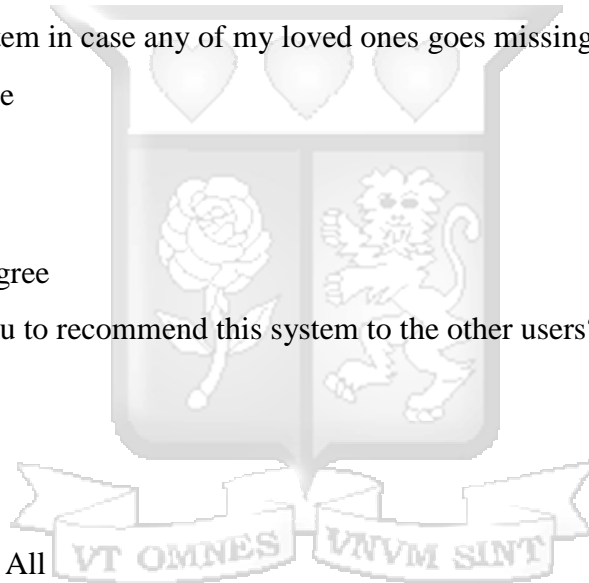 tem in case any of my loved ones goes missing
e
gree
u to recommend this system to the other users
All
VT OMNES VNVM SINT